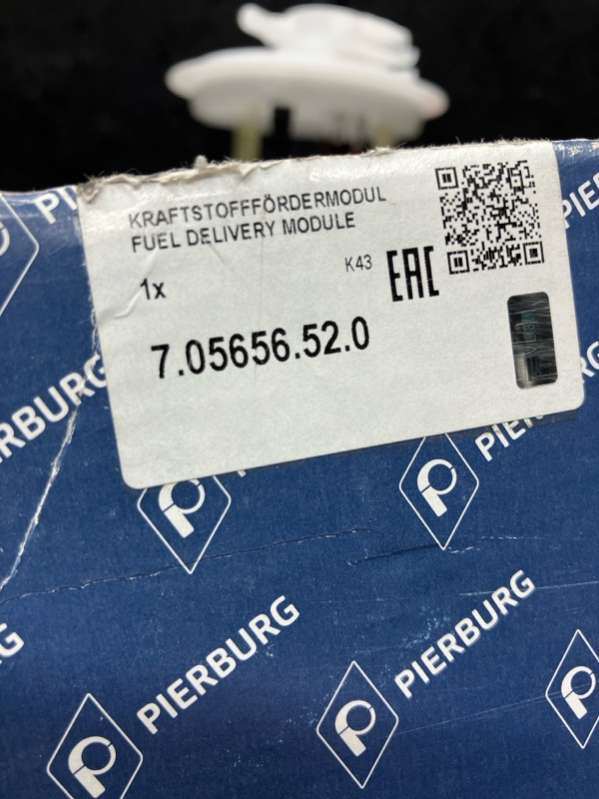 KRAFTSTOFFFÖRDERMODUL
FUEL DELIVERY MODULE
1x
K43
EAC
7.05656.52.0
PIERBURG
PIERBURG
PIERBURG
PIERBURG